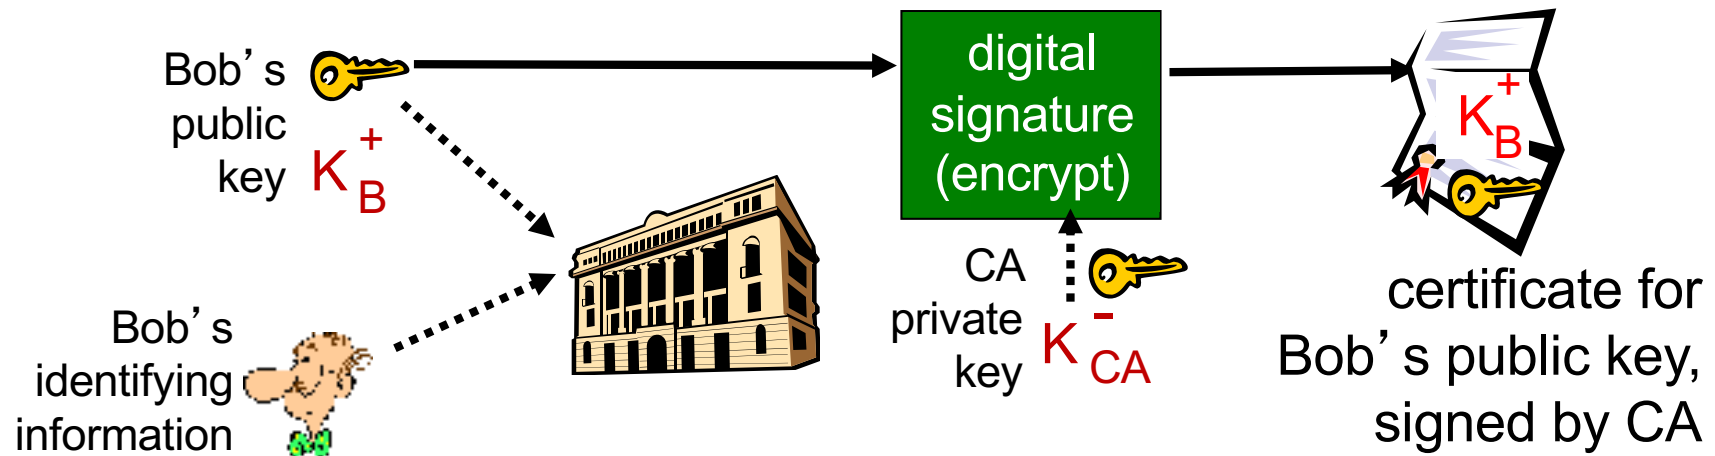 Bob’s
public
key
K
+
B
Bob’s
identifying
information
digital
signature
(encrypt)
CA
private
key
K
-
CA
K
+
B
certificate for
Bob’s public key,
signed by CA